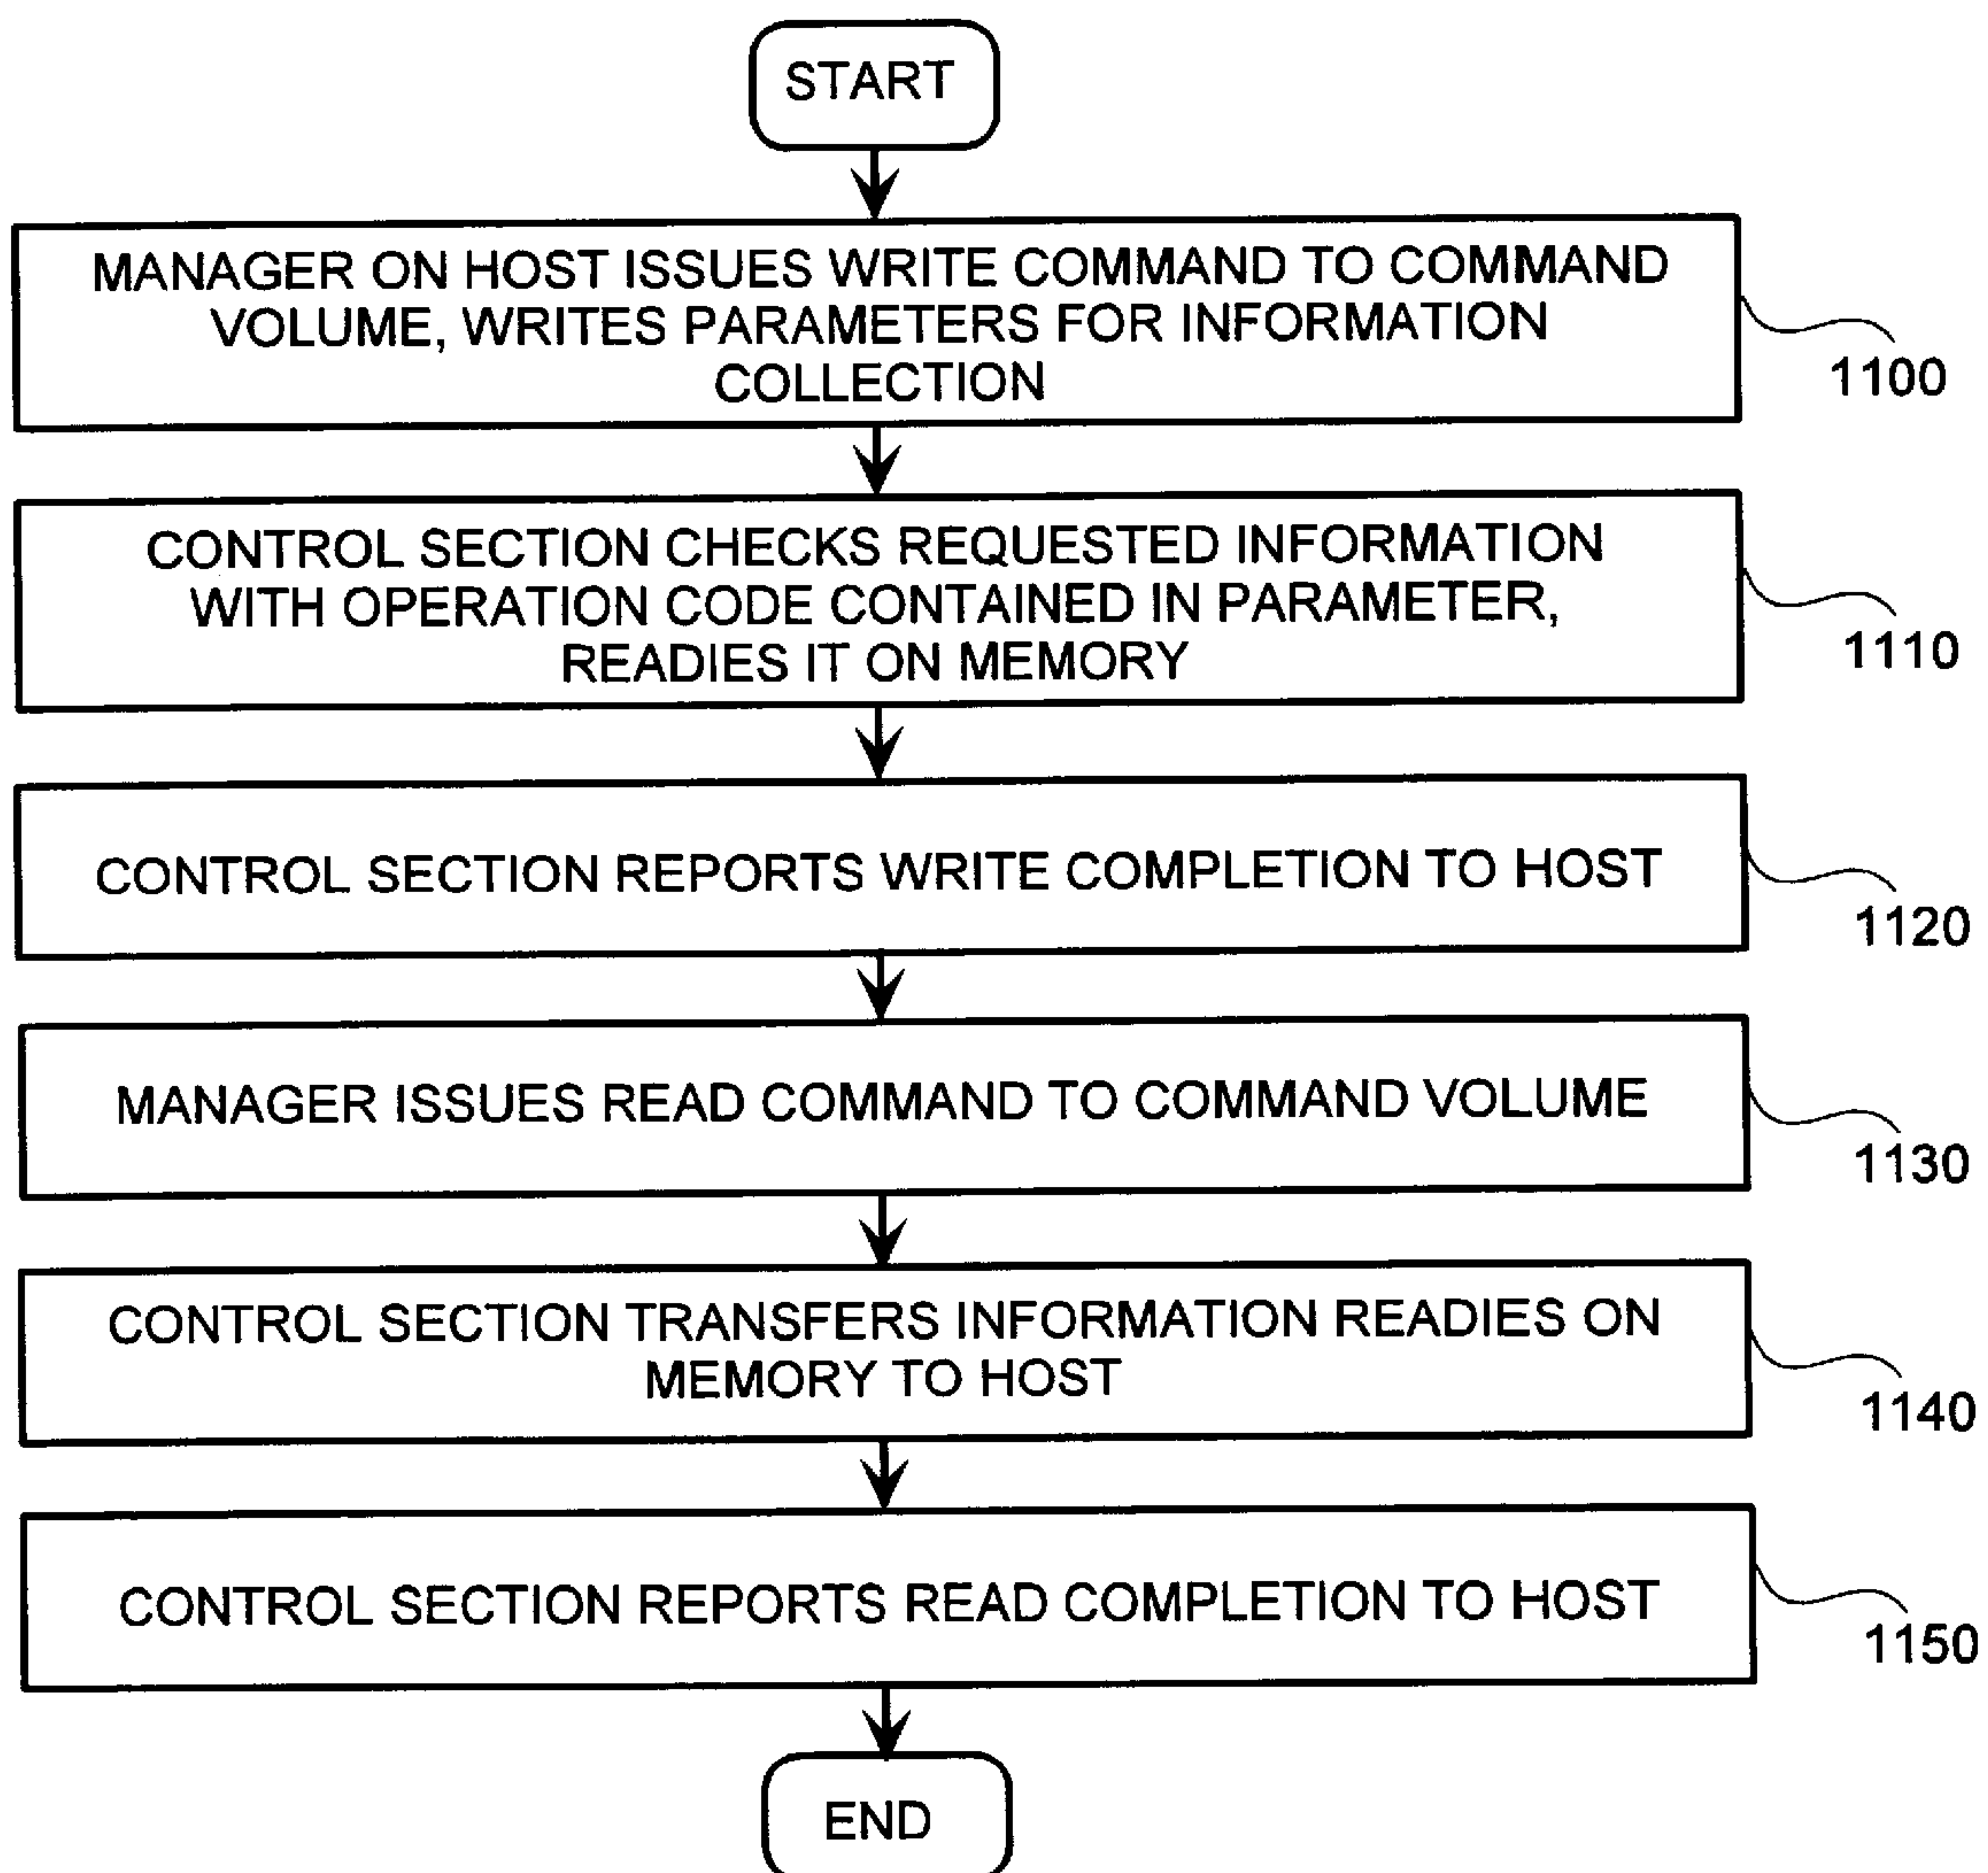 START
MANAGER ON HOST ISSUES WRITE COMMAND TO COMMAND
VOLUME, WRITES PARAMETERS FOR INFORMATION
COLLECTION
1100
CONTROL SECTION CHECKS REQUESTED INFORMATION
WITH OPERATION CODE CONTAINED IN PARAMETER,
READIES IT ON MEMORY
1110
CONTROL SECTION REPORTS WRITE COMPLETION TO HOST
1120
MANAGER ISSUES READ COMMAND TO COMMAND VOLUME
1130
CONTROL SECTION TRANSFERS INFORMATION READIES ON
MEMORY TO HOST
1140
CONTROL SECTION REPORTS READ COMPLETION TO HOST
1150
END